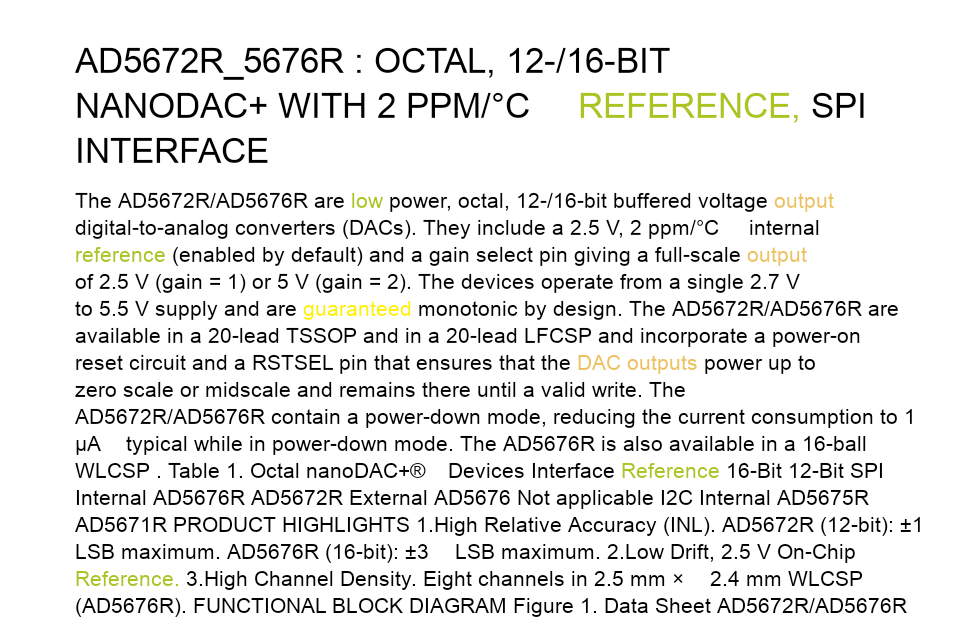 AD5672R_5676R : OCTAL, 12-/16-BIT
NANODAC+ WITH 2 PPM/°C REFERENCE, SPI
INTERFACE
The AD5672R/AD5676R are low power, octal, 12-/16-bit buffered voltage output
digital-to-analog converters (DACs). They include a 2.5 V, 2 ppm/°C internal
reference (enabled by default) and a gain select pin giving a full-scale output
of 2.5 V (gain = 1) or 5 V (gain = 2). The devices operate from a single 2.7 V
to 5.5 V supply and are guaranteed monotonic by design. The AD5672R/AD5676R are
available in a 20-lead TSSOP and in a 20-lead LFCSP and incorporate a power-on
reset circuit and a RSTSEL pin that ensures that the DAC outputs power up to
zero scale or midscale and remains there until a valid write. The
AD5672R/AD5676R contain a power-down mode, reducing the current consumption to 1
μA typical while in power-down mode. The AD5676R is also available in a 16-ball
WLCSP . Table 1. Octal nanoDAC+® Devices Interface Reference 16-Bit 12-Bit SPI
Internal AD5676R AD5672R External AD5676 Not applicable I2C Internal AD5675R
AD5671R PRODUCT HIGHLIGHTS 1.High Relative Accuracy (INL). AD5672R (12-bit): ±1
LSB maximum. AD5676R (16-bit): ±3 LSB maximum. 2.Low Drift, 2.5 V On-Chip
Reference. 3.High Channel Density. Eight channels in 2.5 mm × 2.4 mm WLCSP
(AD5676R). FUNCTIONAL BLOCK DIAGRAM Figure 1. Data Sheet AD5672R/AD5676R